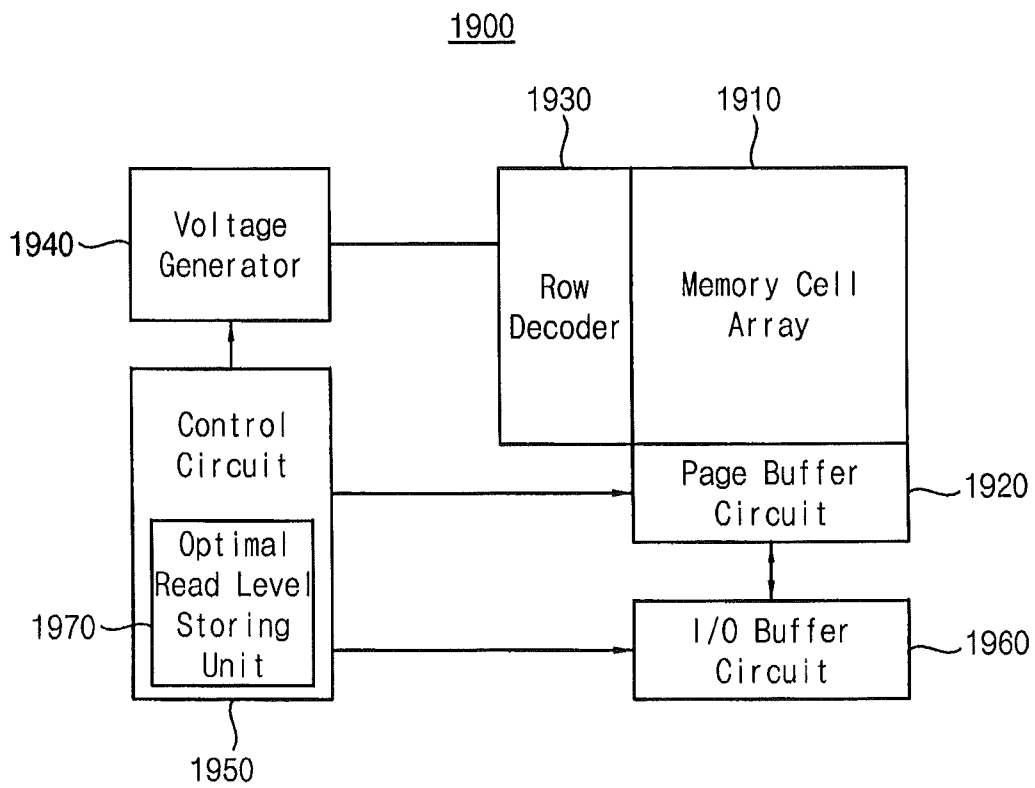 1900
1930
1910
1940
Voltage
Generator
Row
Decoder
Memory Cell
Array
Control
Circuit
Page Buffer
Circuit
1920
Optimal
Read Level
Storing
Unit
1970
I/O Buffer
Circuit
1960
1950